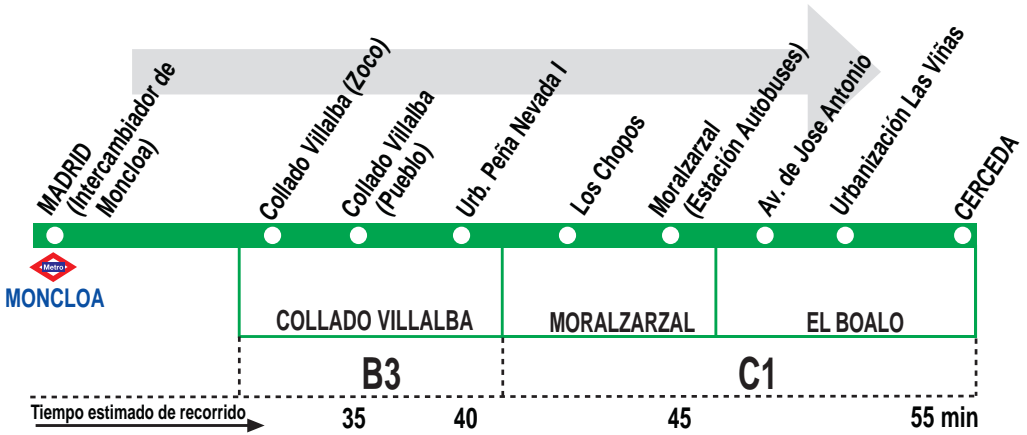 MADRID
(Intercambiador de
Moncloa)
Collado Villalba (Zoco)
Collado Villalba
(Pueblo)
Urb. Peña Nevada I
Los Chopos
Moralzarzal
(Estación Autobuses)
Av. de Jose Antonio
Urbanización Las Viñas
CERCEDA
Metro
MONCLOA
COLLADO VILLALBA
MORALZARZAL
EL BOALO
B3
C1
Tiempo estimado de recorrido
35
40
45
55 min